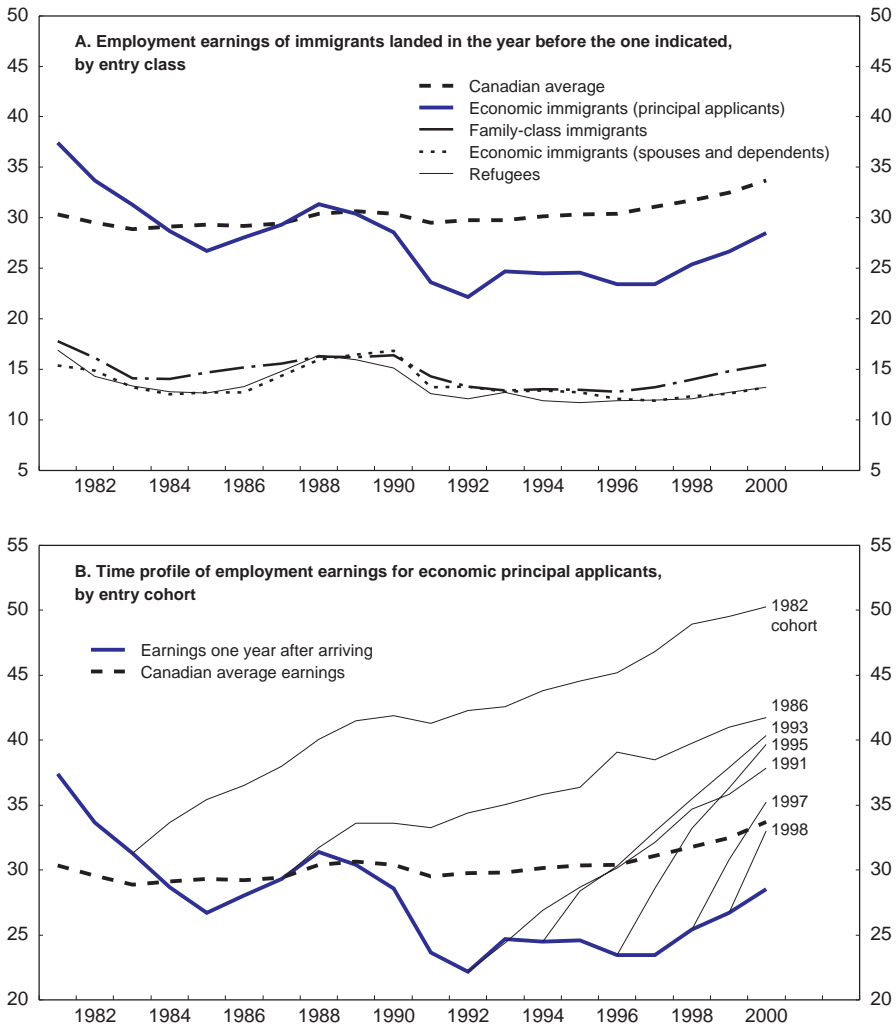 50 50
A. Employment earnings of immigrants landed in the year before the one indicated,
by entry class
45 45
Canadian average
40 40
Economic immigrants (principal applicants)
Family-class immigrants
Economic immigrants (spouses and dependents)
35 35
Refugees
30 30
25 25
20 20
15 15
10 10
5 5
1982 1984 1986 1988 1990 1992 1994 1996 1998 2000
55 55
B. Time profile of employment earnings for economic principal applicants,
by entry cohort
50 50
1982
cohort
Earnings one year after arriving
Canadian average earnings
45 45
1986
40 40
1993
1995
1991
35 35
1997
1998
30 30
25 25
20 20
1982 1984 1986 1988 1990 1992 1994 1996 1998 2000